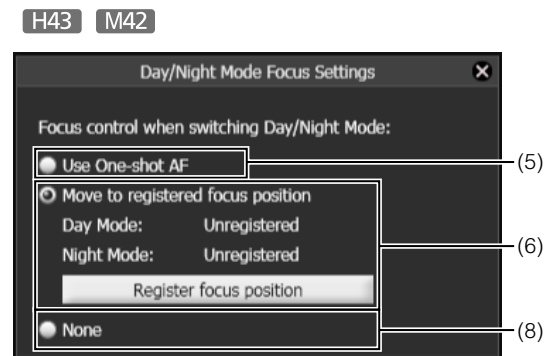 H43 M42
Day/Night Mode Focus Settings
Focus control when switching Day/Night Mode:
Use One-shot AF
(5)
Move to registered focus position
Day Mode: Unregistered
Night Mode: Unregistered
(6)
Register focus position
None
(8)